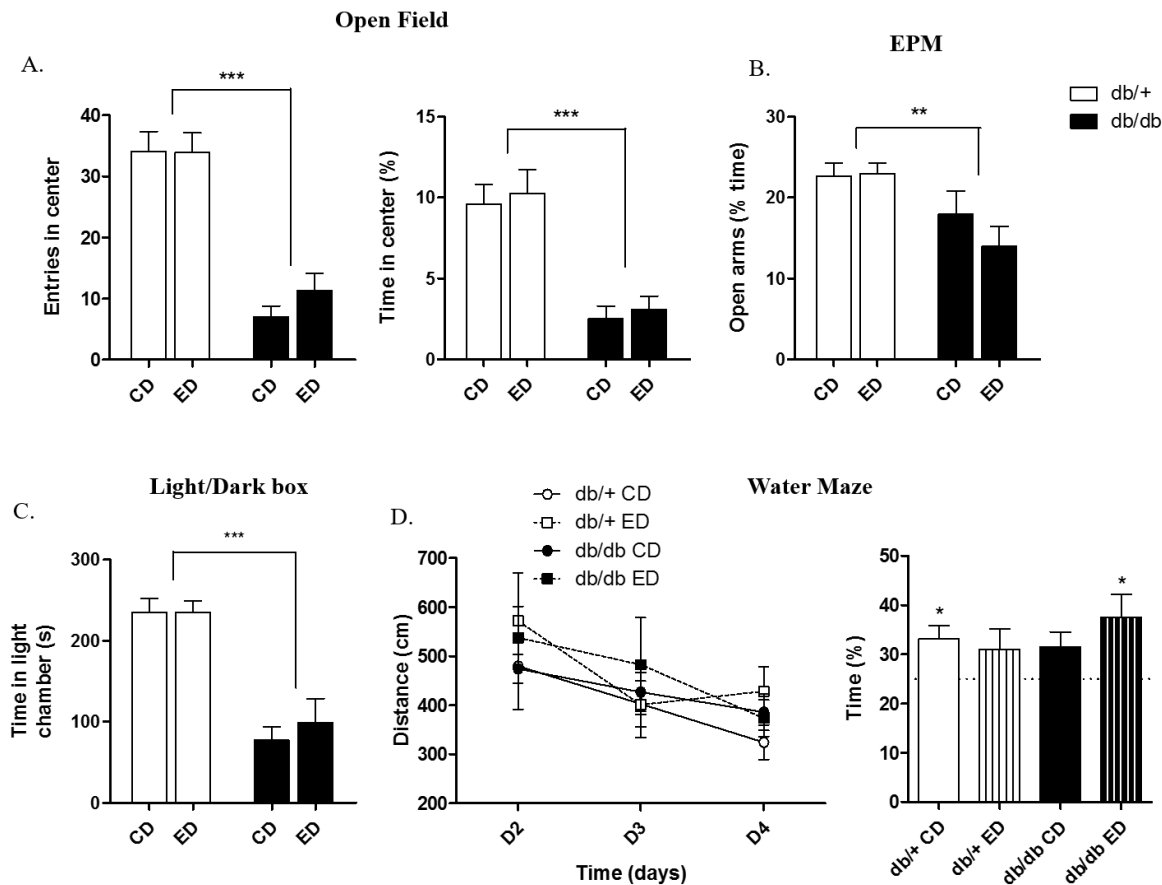 Open Field
EPM
A.
B.
***
***
**
db/+
db/db
Entries in center
40
30
20
10
0
CD
ED
CD
ED
Time in center (%)
15
10
5
0
CD
ED
CD
ED
Open arms (% time)
30
20
10
0
CD
ED
CD
ED
Light/Dark box
Water Maze
C.
D.
***
Time in light
chamber (s)
300
200
100
0
CD
ED
CD
ED
db/+ CD
db/+ ED
db/db CD
db/db ED
Distance (cm)
700
600
500
400
300
200
D2
D3
D4
Time (days)
Time (%)
50
40
30
20
10
0
*
*
db/+ CD
db/+ ED
db/db CD
db/db ED